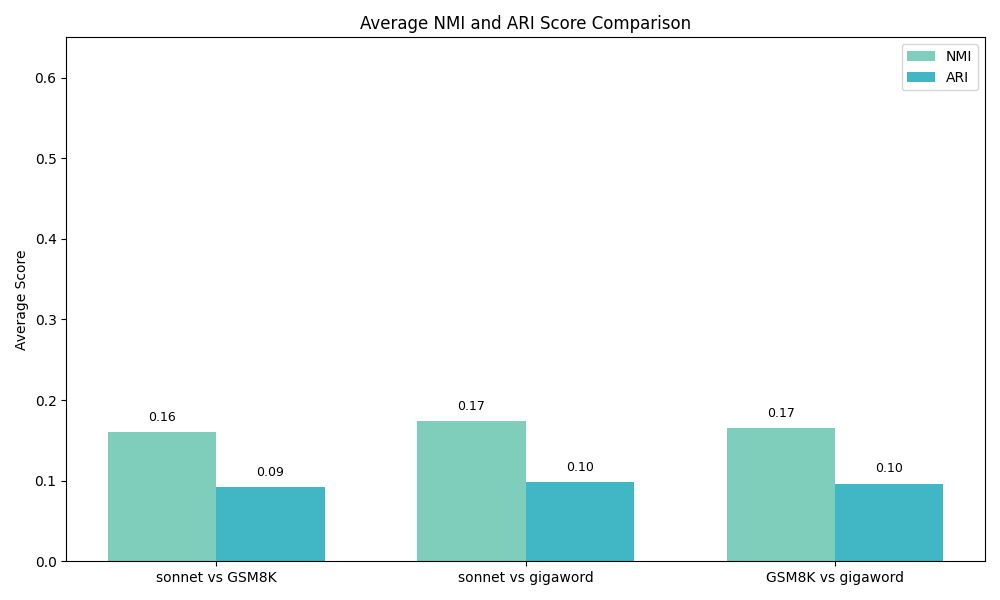 Average NMI and ARI Score Comparison
NMI
ARI
Average Score
0.6
0.5
0.4
0.3
0.2
0.1
0.0
0.16
0.09
0.17
0.10
0.17
0.10
sonnet vs GSM8K
sonnet vs gigaword
GSM8K vs gigaword